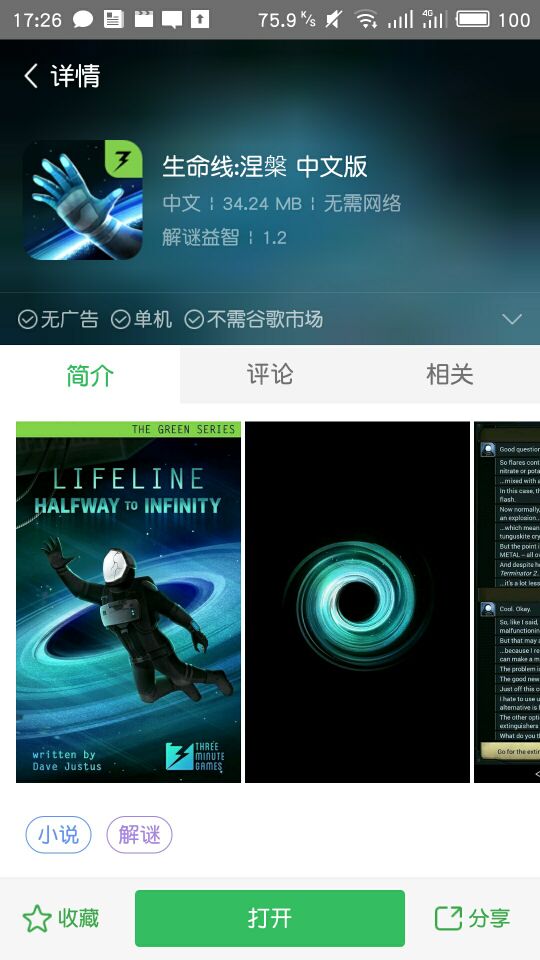 17:26
75.9 K/s
4G
100
详情
生命线:涅槃 中文版
中文 | 34.24 MB | 无需网络
解谜益智 | 1.2
无广告 单机 不需谷歌市场
简介 评论 相关
THE GREEN SERIES
LIFELINE
HALFWAY TO INFINITY
written by
Dave Justus
THREE
MINUTE
GAMES
Good question
So flares cont
nitrate or pota
...mixed with a
In this case, th
flash.
Now normally,
an explosion...
...which mean
tunguskite cry
But the point i
METAL – all o
And despite h
Terminator 2.
...it's a lot less
Cool. Okay.
So, like I said,
malfunctionin
But that may a
...because I re
can make a m
The problem i
The good new
Just off this c
I hate to use u
alternative is l
The other opti
extinguishers
What do you t
Go for the extin
小说 解谜
收藏 打开 分享